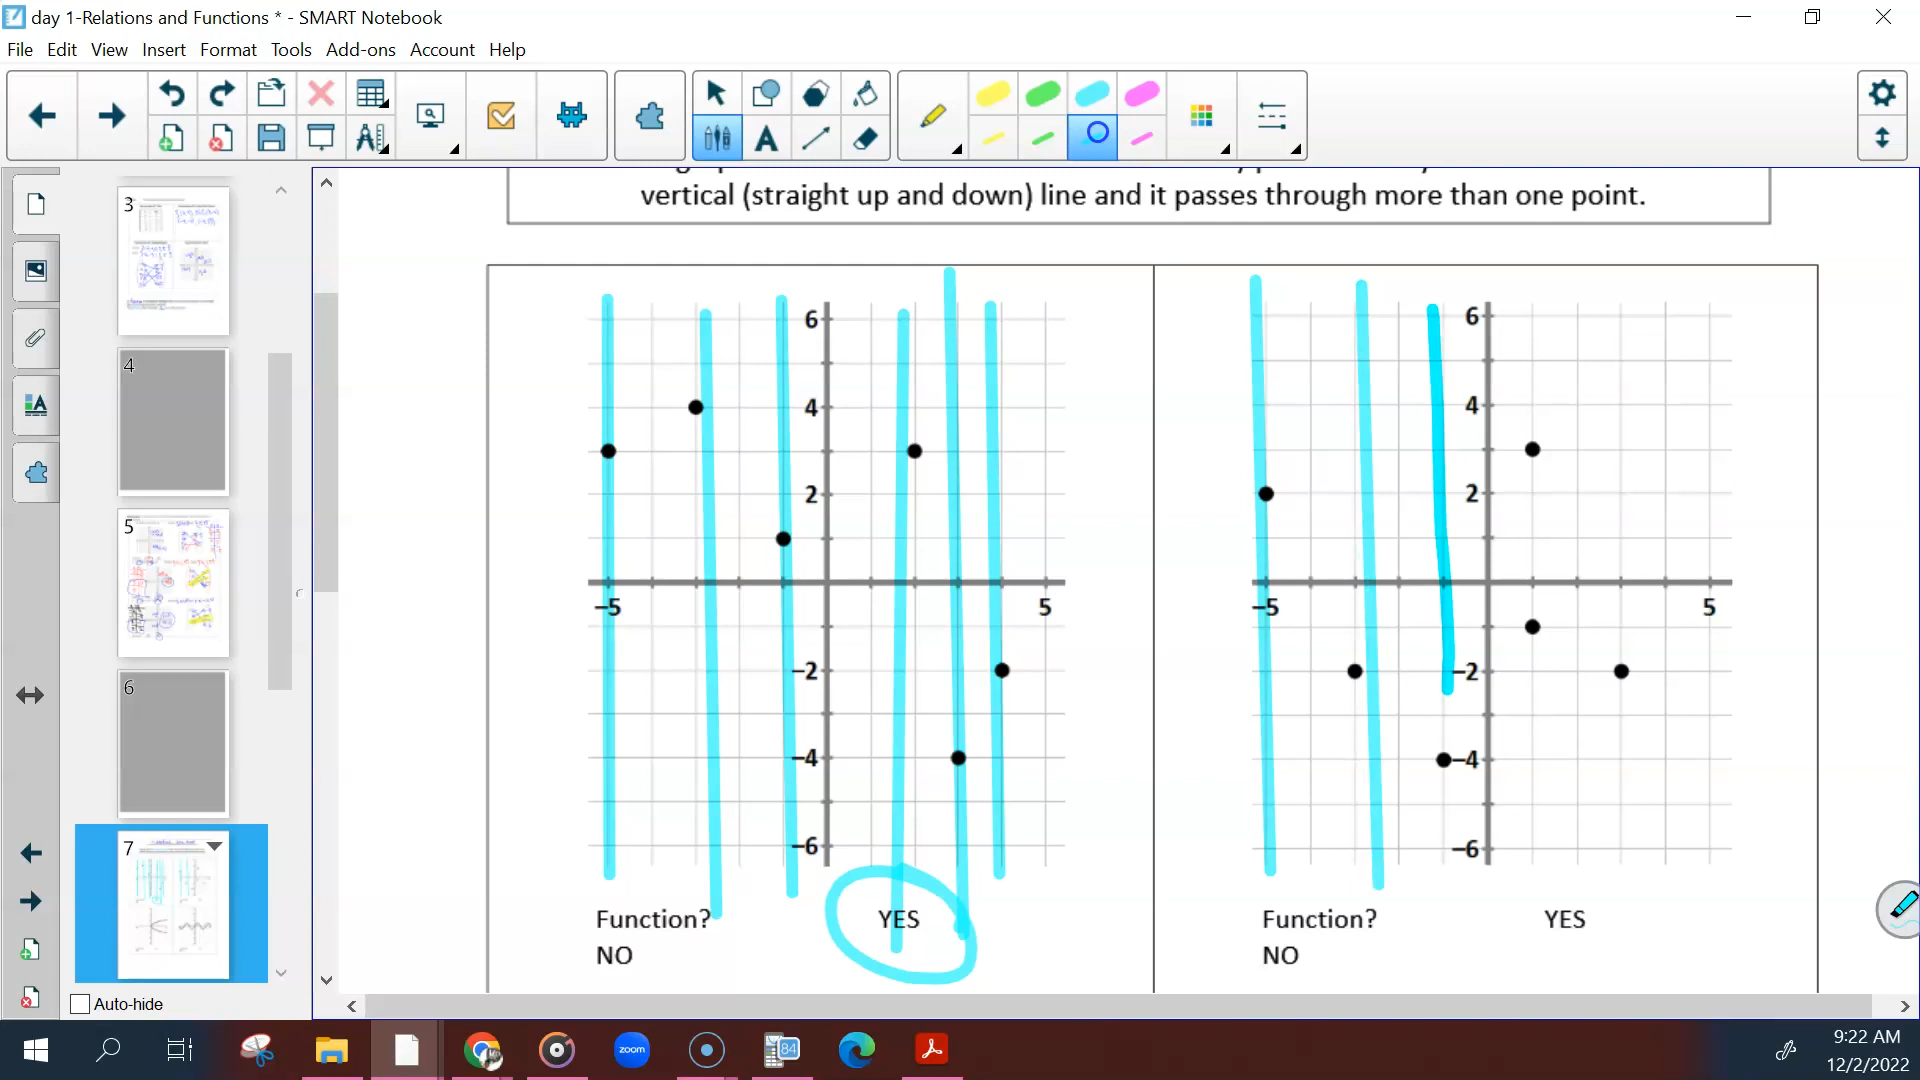 day 1-Relations and Functions * - SMART Notebook
File Edit View Insert Format Tools Add-ons Account Help
vertical (straight up and down) line and it passes through more than one point.
3
4
5
6
7
6
4
2
−5
5
−2
−4
−6
Function?
YES
NO
6
4
2
−5
5
−2
−4
−6
Function?
YES
NO
Auto-hide
zoom
84
9:22 AM
12/2/2022